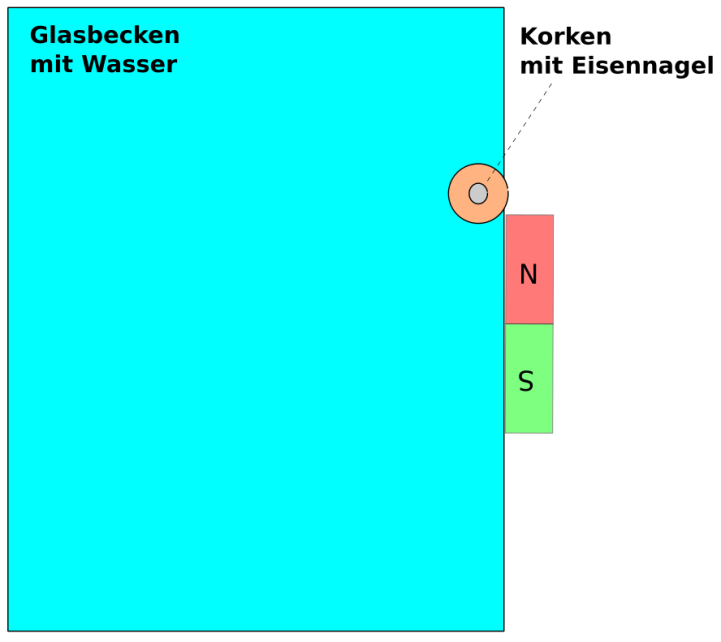 Glasbecken
mit Wasser
Korken
mit Eisennagel
N
S